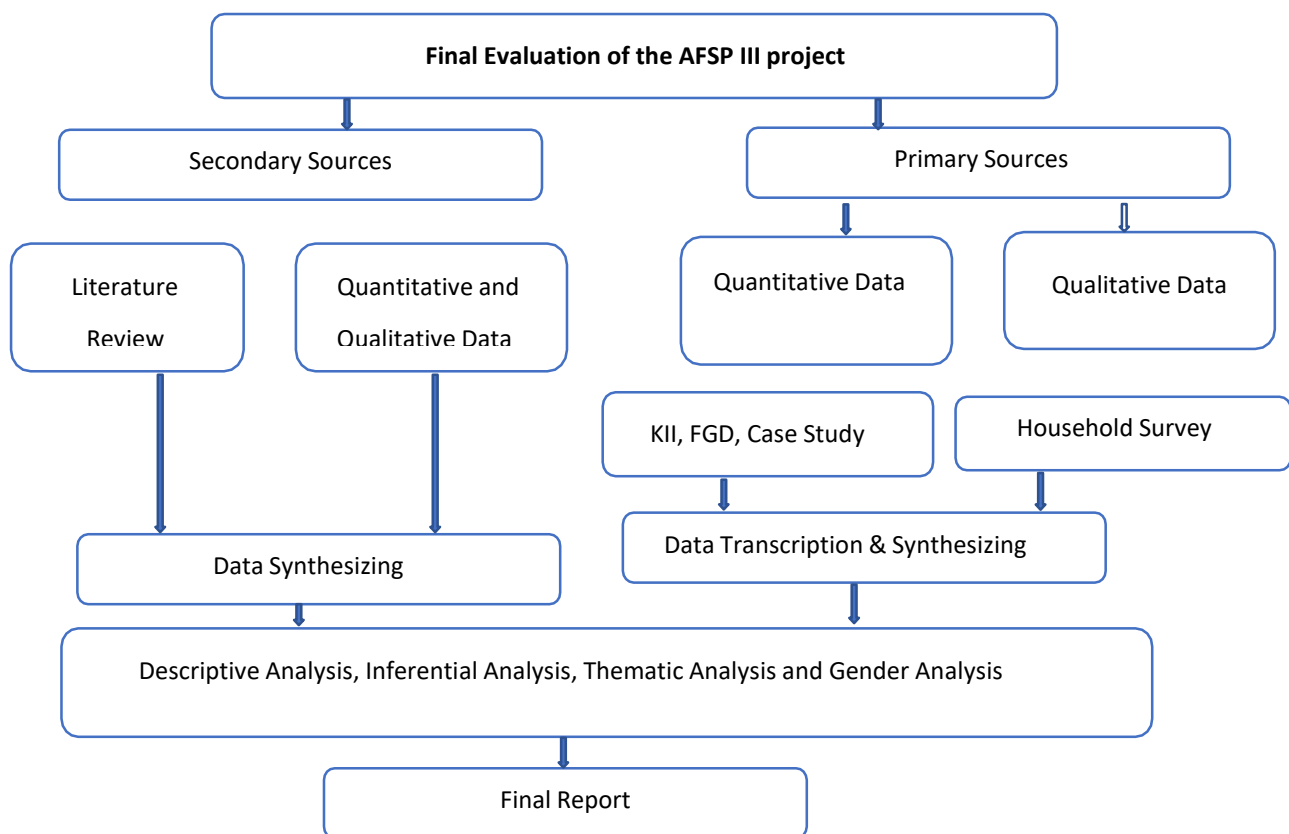 Final Evaluation of the AFSP III project
Secondary Sources
Primary Sources
Literature
Review
Quantitative and
Qualitative Data
Quantitative Data
Qualitative Data
KII, FGD, Case Study
Household Survey
Data Synthesizing
Data Transcription & Synthesizing
Descriptive Analysis, Inferential Analysis, Thematic Analysis and Gender Analysis
Final Report